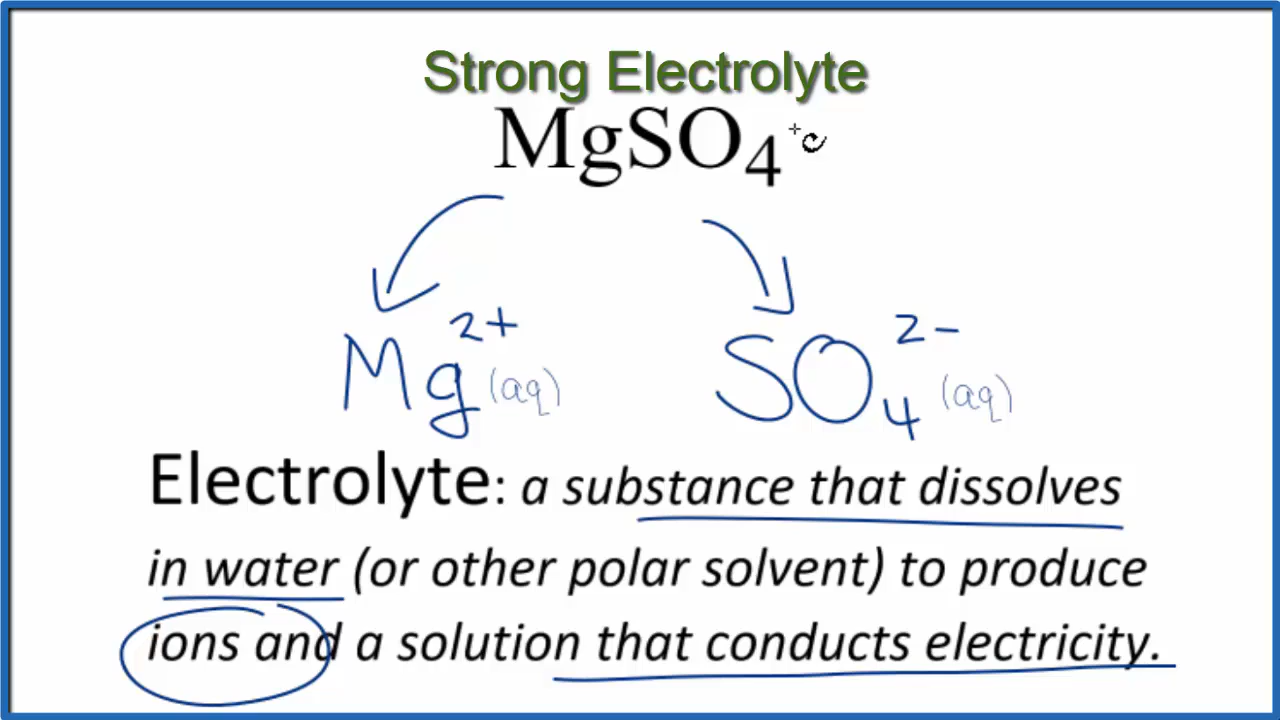 Strong Electrolyte
MgSO₄
Mg²⁺(aq) SO₄²⁻(aq)
Electrolyte: a substance that dissolves
in water (or other polar solvent) to produce
ions and a solution that conducts electricity.